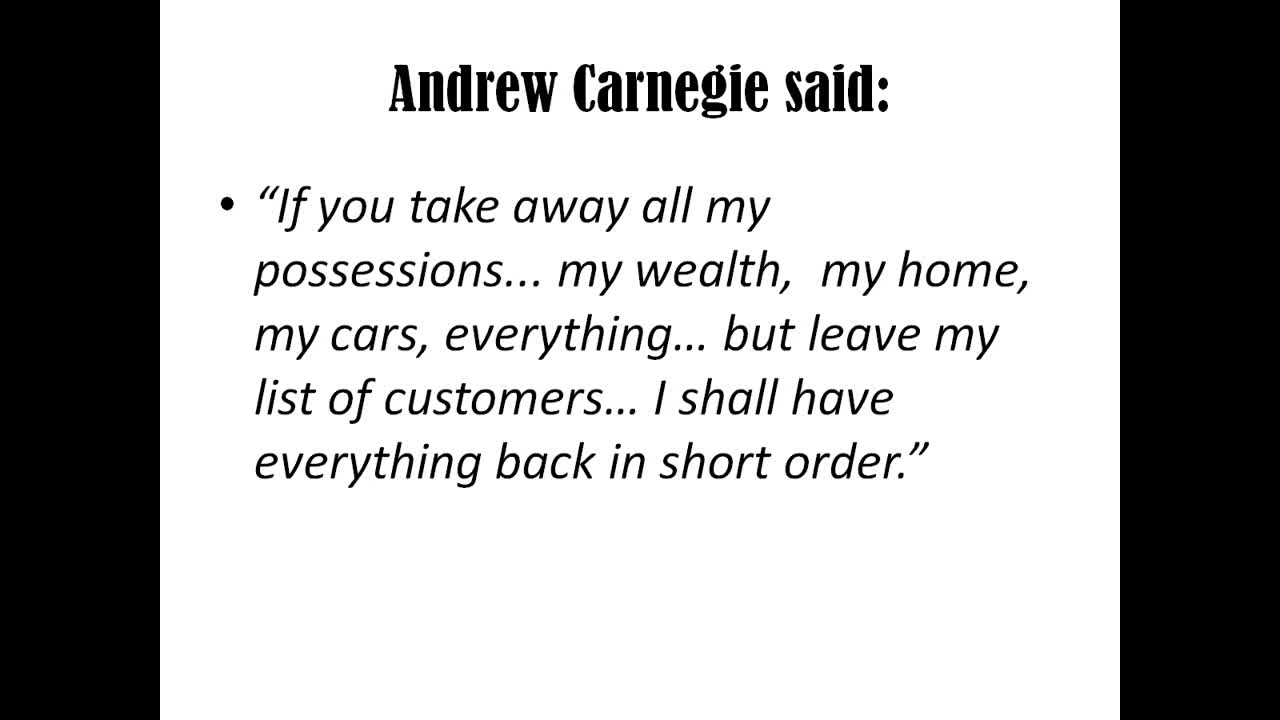 Andrew Carnegie said:
• “If you take away all my
possessions... my wealth,  my home,
my cars, everything… but leave my
list of customers… I shall have
everything back in short order.”